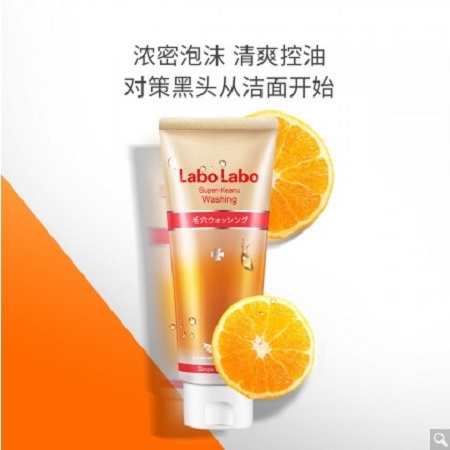 浓密泡沫 清爽控油
对策黑头从洁面开始
Labo Labo
Super-Keana
Washing
毛穴ウォッシング